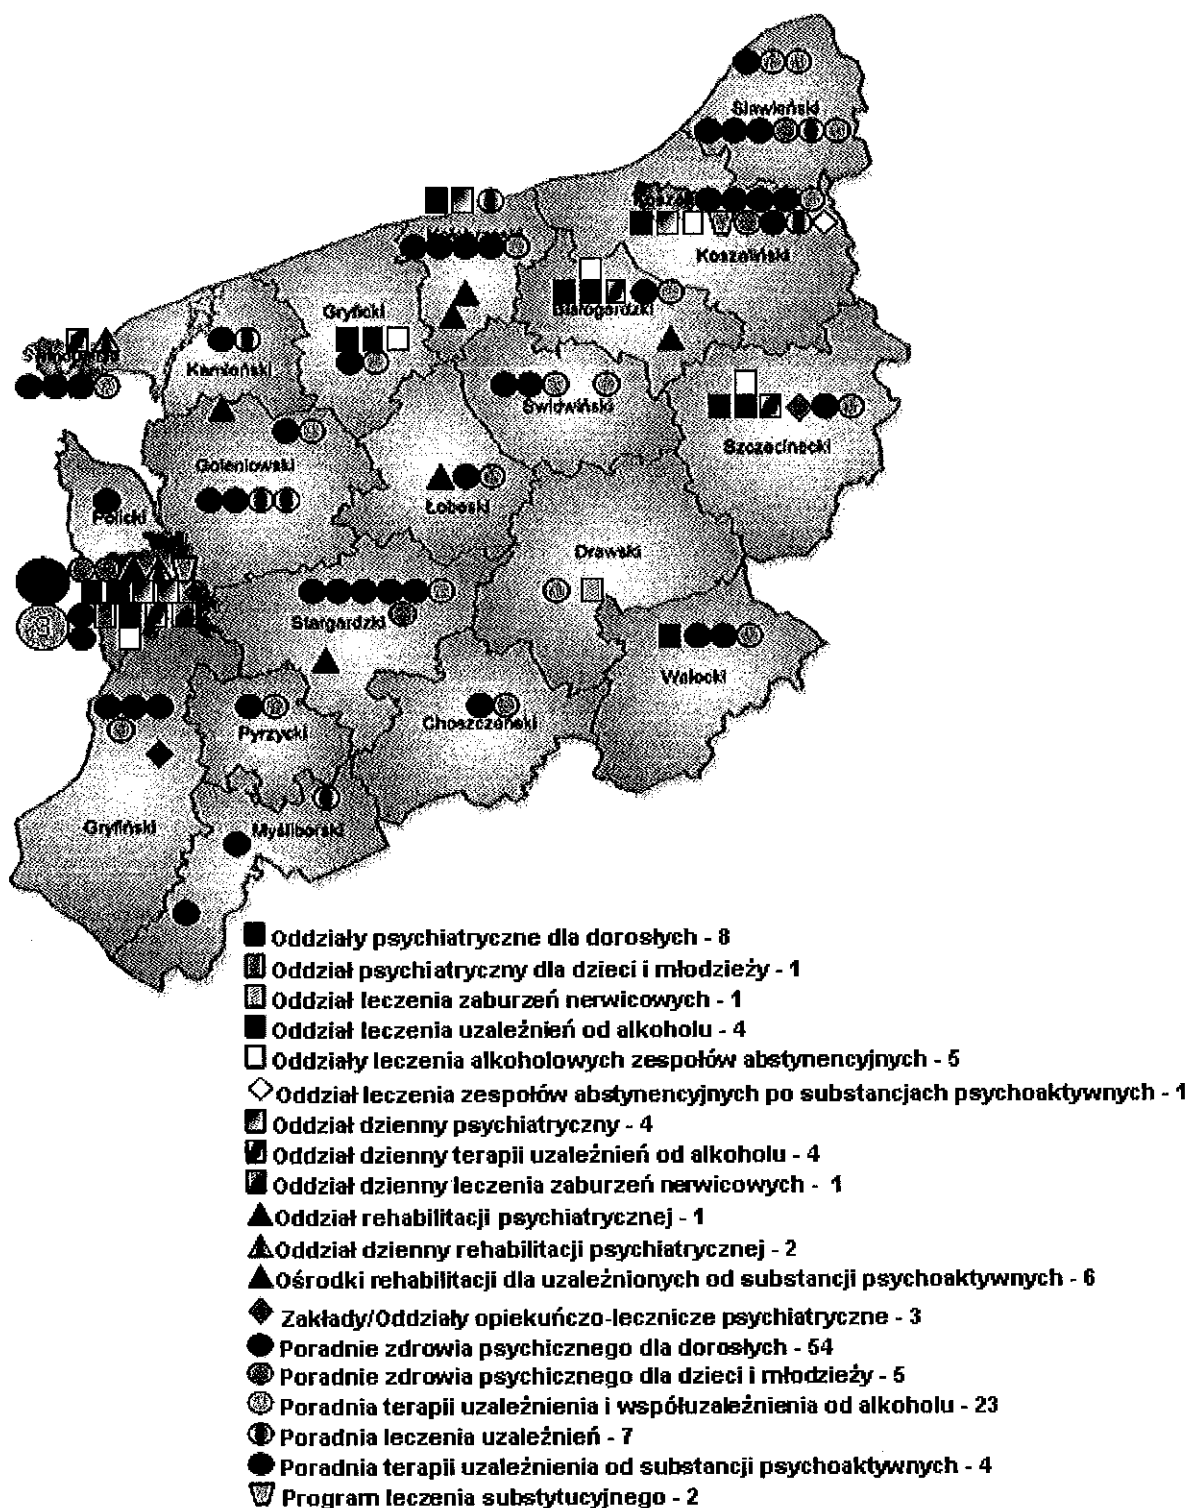 Sławieński
Koszaliński
Gryficki
Białogardzki
Kamieński
Świdwiński
Szczecinecki
Goleniowski
Łobeski
Policki
Drawski
Stargardzki
Wałecki
Choszczeński
Pyrzycki
Gryfiński
Myśliborski
3
Oddziały psychiatryczne dla dorosłych - 8
Oddział psychiatryczny dla dzieci i młodzieży - 1
Oddział leczenia zaburzeń nerwicowych - 1
Oddział leczenia uzależnień od alkoholu - 4
Oddziały leczenia alkoholowych zespołów abstynencyjnych - 5
Oddział leczenia zespołów abstynencyjnych po substancjach psychoaktywnych - 1
Oddział dzienny psychiatryczny - 4
Oddział dzienny terapii uzależnień od alkoholu - 4
Oddział dzienny leczenia zaburzeń nerwicowych - 1
Oddział rehabilitacji psychiatrycznej - 1
Oddział dzienny rehabilitacji psychiatrycznej - 2
Ośrodki rehabilitacji dla uzależnionych od substancji psychoaktywnych - 6
Zakłady/Oddziały opiekuńczo-lecznicze psychiatryczne - 3
Poradnie zdrowia psychicznego dla dorosłych - 54
Poradnie zdrowia psychicznego dla dzieci i młodzieży - 5
Poradnia terapii uzależnienia i współuzależnienia od alkoholu - 23
Poradnia leczenia uzależnień - 7
Poradnia terapii uzależnienia od substancji psychoaktywnych - 4
Program leczenia substytucyjnego - 2